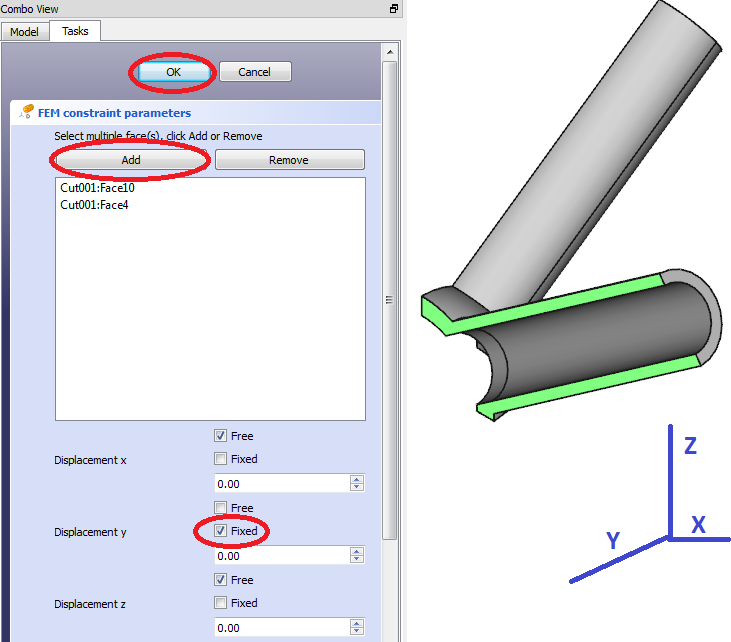 Combo View
Model Tasks
OK Cancel
FEM constraint parameters
Select multiple face(s), click Add or Remove
Add Remove
Cut001:Face10
Cut001:Face4
Free
Displacement x Fixed
0.00
Free
Displacement y Fixed
0.00
Free
Displacement z Fixed
0.00
Z
X
Y